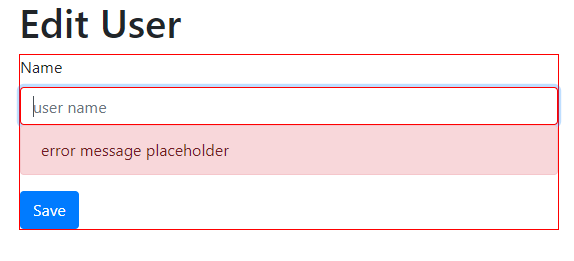 Edit User
Name
user name
error message placeholder
Save